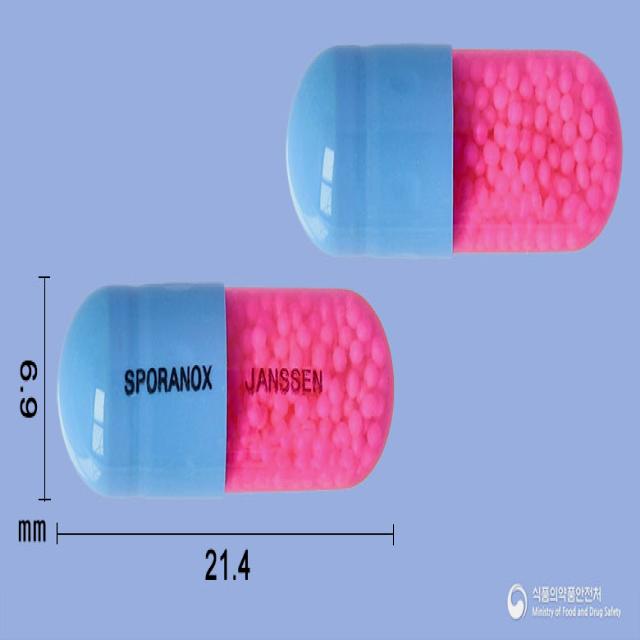 SPORANOX JANSSEN
6.9
mm
21.4
식품의약품안전처
Ministry of Food and Drug Safety